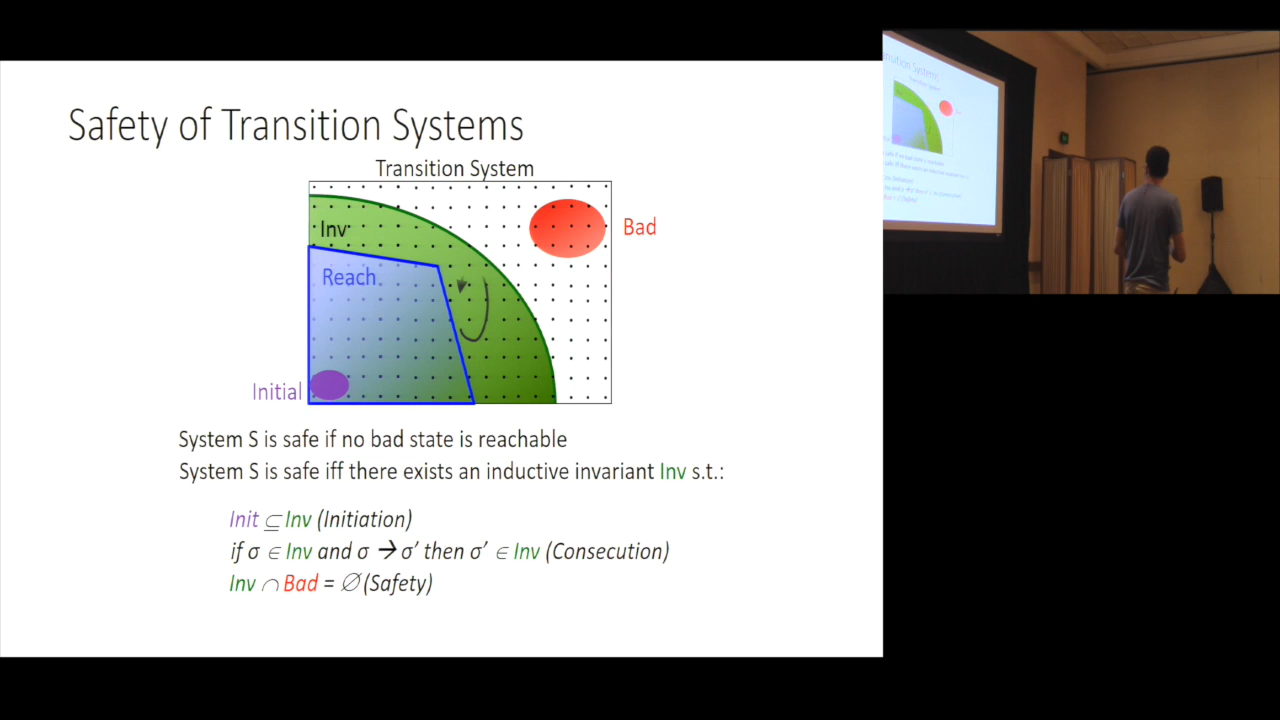 Safety of Transition Systems
Transition System
Inv
Bad
Reach
Initial
System S is safe if no bad state is reachable
System S is safe iff there exists an inductive invariant Inv s.t.:
Init ⊆ Inv (Initiation)
if σ ∈ Inv and σ → σ′ then σ′ ∈ Inv (Consecution)
Inv ∩ Bad = ∅ (Safety)